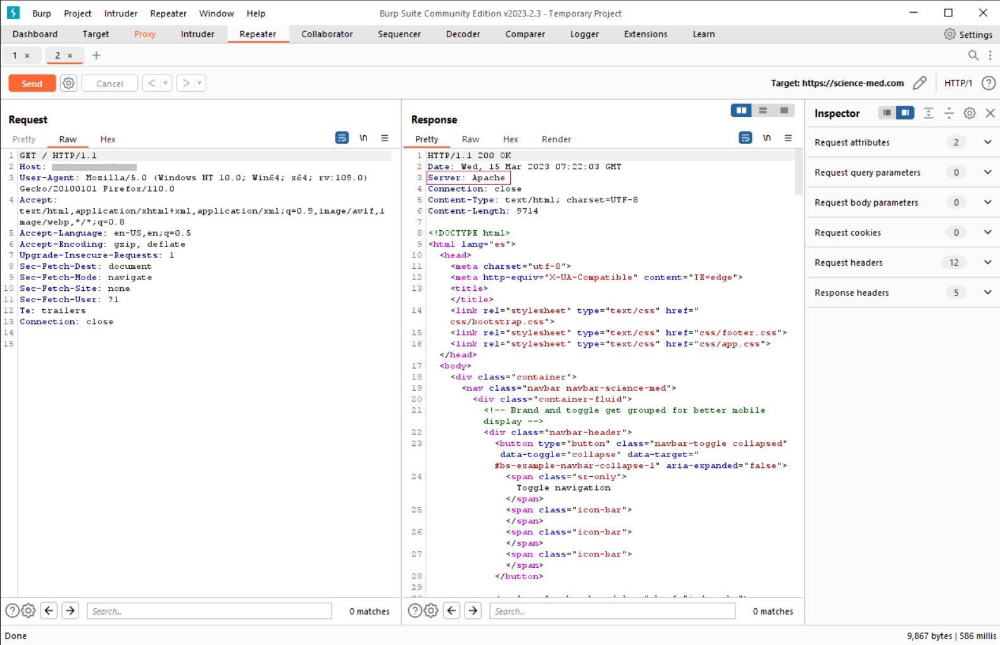 Burp Project Intruder Repeater Window Help Burp Suite Community Edition v2023.2.3 - Temporary Project
Dashboard Target Proxy Intruder Repeater Collaborator Sequencer Decoder Comparer Logger Extensions Learn Settings
1 × 2 × +
Send Cancel < > Target: https://science-med.com HTTP/1 ?
Request
Pretty Raw Hex \n
1 GET / HTTP/1.1
2 Host:
3 User-Agent: Mozilla/5.0 (Windows NT 10.0; Win64; x64; rv:109.0)
Gecko/20100101 Firefox/110.0
4 Accept:
text/html,application/xhtml+xml,application/xml;q=0.9,image/avif,i
mage/webp,*/*;q=0.8
5 Accept-Language: en-US,en;q=0.5
6 Accept-Encoding: gzip, deflate
7 Upgrade-Insecure-Requests: 1
8 Sec-Fetch-Dest: document
9 Sec-Fetch-Mode: navigate
10 Sec-Fetch-Site: none
11 Sec-Fetch-User: ?1
12 Te: trailers
13 Connection: close
14
15
? Search... 0 matches
Response
Pretty Raw Hex Render \n
1 HTTP/1.1 200 OK
2 Date: Wed, 15 Mar 2023 07:22:03 GMT
3 Server: Apache
4 Connection: close
5 Content-Type: text/html; charset=UTF-8
6 Content-Length: 9714
7
8 <!DOCTYPE html>
9 <html lang="es">
10 <head>
11 <meta charset="utf-8">
12 <meta http-equiv="X-UA-Compatible" content="IE=edge">
13 <title>
</title>
14 <link rel="stylesheet" type="text/css" href="
css/bootstrap.css">
15 <link rel="stylesheet" type="text/css" href="css/footer.css">
16 <link rel="stylesheet" type="text/css" href="css/app.css">
</head>
17 <body>
18 <div class="container">
19 <nav class="navbar navbar-science-med">
20 <div class="container-fluid">
21 <!-- Brand and toggle get grouped for better mobile
display -->
22 <div class="navbar-header">
23 <button type="button" class="navbar-toggle collapsed"
data-toggle="collapse" data-target="
#bs-example-navbar-collapse-1" aria-expanded="false">
24 <span class="sr-only">
Toggle navigation
</span>
25 <span class="icon-bar">
</span>
26 <span class="icon-bar">
</span>
27 <span class="icon-bar">
</span>
28 </button>
29
? Search... 0 matches
Inspector
Request attributes 2
Request query parameters 0
Request body parameters 0
Request cookies 0
Request headers 12
Response headers 5
Done 9,867 bytes | 586 millis